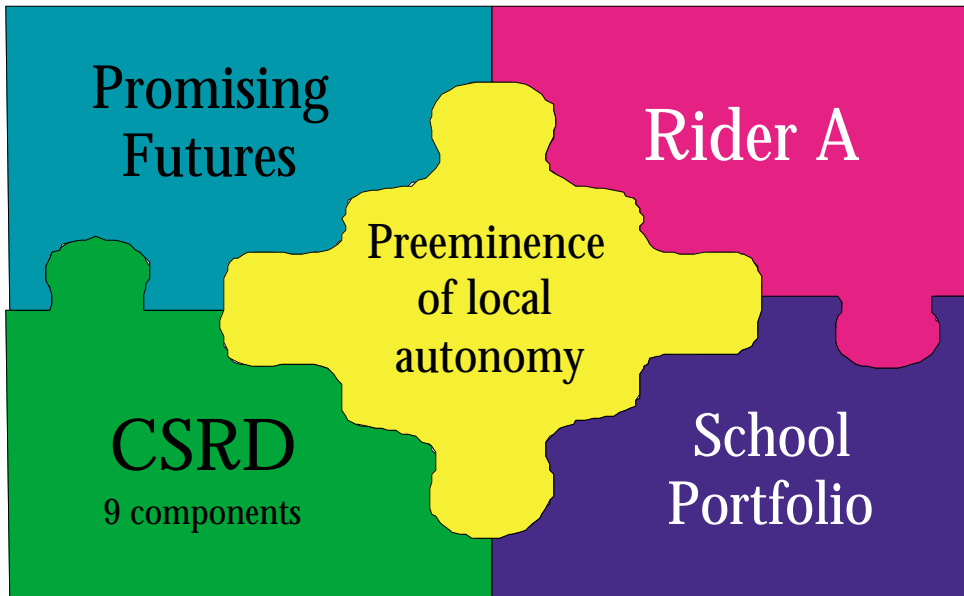 Promising
Futures
Rider A
Preeminence
of local
autonomy
CSRD
9 components
School
Portfolio